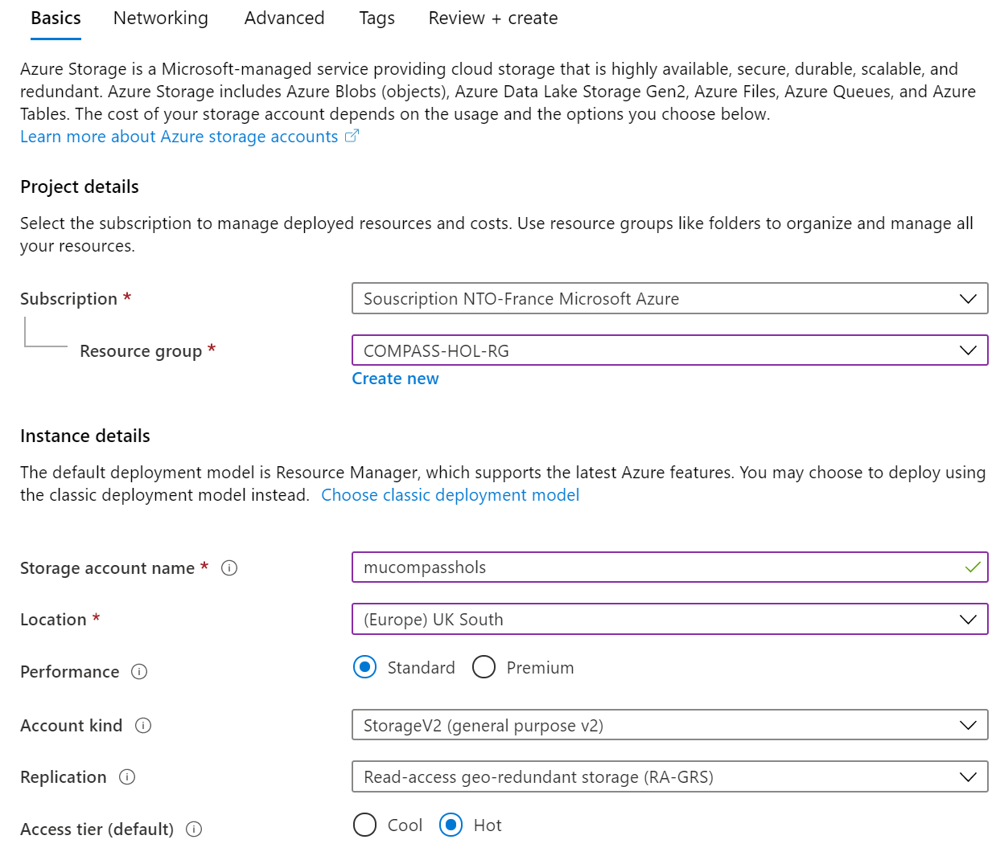 Basics Networking Advanced Tags Review + create
Azure Storage is a Microsoft-managed service providing cloud storage that is highly available, secure, durable, scalable, and
redundant. Azure Storage includes Azure Blobs (objects), Azure Data Lake Storage Gen2, Azure Files, Azure Queues, and Azure
Tables. The cost of your storage account depends on the usage and the options you choose below.
Learn more about Azure storage accounts
Project details
Select the subscription to manage deployed resources and costs. Use resource groups like folders to organize and manage all
your resources.
Subscription * Souscription NTO-France Microsoft Azure
Resource group * COMPASS-HOL-RG
Create new
Instance details
The default deployment model is Resource Manager, which supports the latest Azure features. You may choose to deploy using
the classic deployment model instead. Choose classic deployment model
Storage account name * mucompasshols
Location * (Europe) UK South
Performance Standard Premium
Account kind StorageV2 (general purpose v2)
Replication Read-access geo-redundant storage (RA-GRS)
Access tier (default) Cool Hot